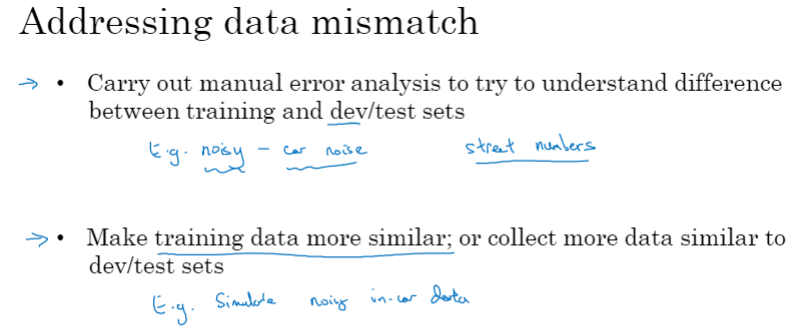 Addressing data mismatch
→ • Carry out manual error analysis to try to understand difference
between training and dev/test sets
E.g. noisy - car noise street numbers
→ • Make training data more similar; or collect more data similar to
dev/test sets
E.g. Simulate noisy in-car data